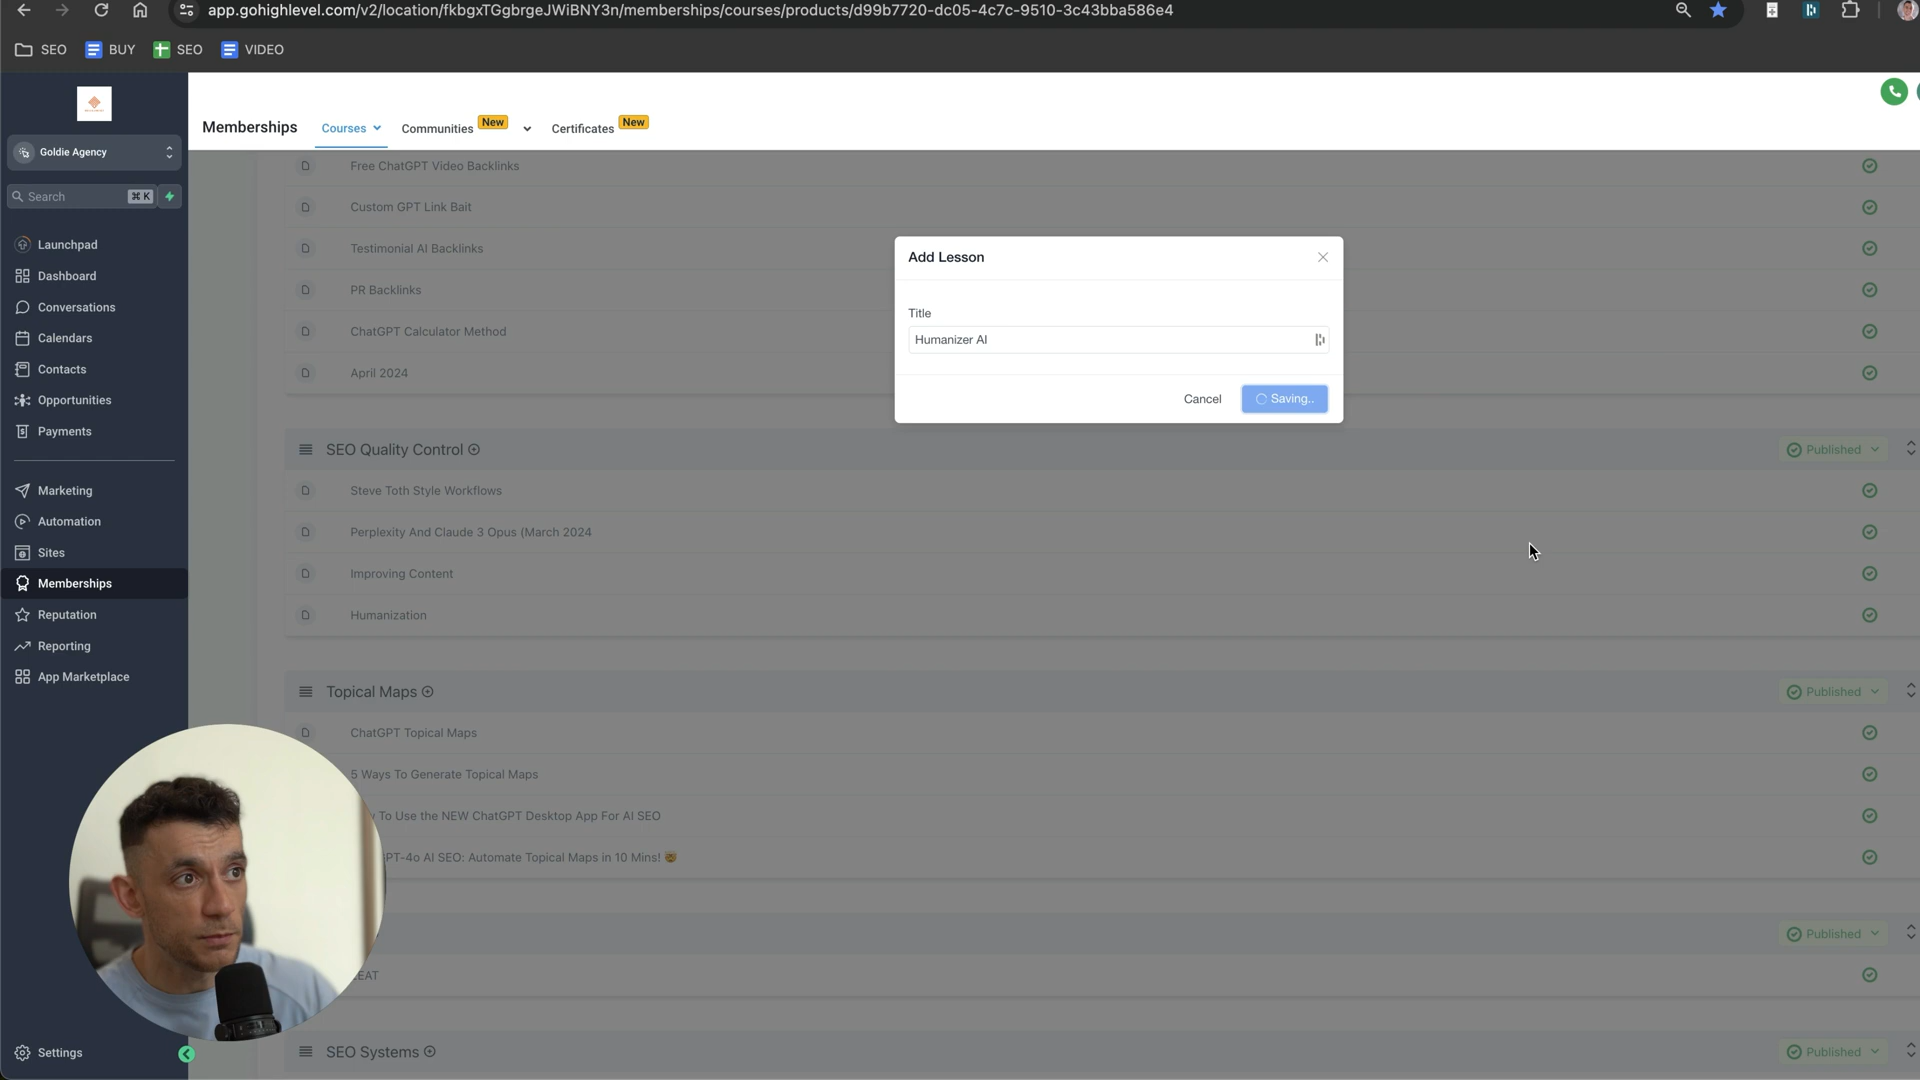 app.gohighlevel.com/v2/location/fkbgxTGgbrgeJWiBNY3n/memberships/courses/products/d99b7720-dc05-4c7c-9510-3c43bba586e4
SEO BUY SEO VIDEO
Memberships Courses Communities New Certificates New
Goldie Agency
Search ⌘ K
Launchpad
Dashboard
Conversations
Calendars
Contacts
Opportunities
Payments
Marketing
Automation
Sites
Memberships
Reputation
Reporting
App Marketplace
Settings
Free ChatGPT Video Backlinks
Custom GPT Link Bait
Testimonial AI Backlinks
PR Backlinks
ChatGPT Calculator Method
April 2024
Add Lesson
Title
Humanizer AI
Cancel Saving..
SEO Quality Control Published
Steve Toth Style Workflows
Perplexity And Claude 3 Opus (March 2024
Improving Content
Humanization
Topical Maps Published
ChatGPT Topical Maps
5 Ways To Generate Topical Maps
To Use the NEW ChatGPT Desktop App For AI SEO
PT-4o AI SEO: Automate Topical Maps in 10 Mins! 🤯
Published
EAT
SEO Systems Published